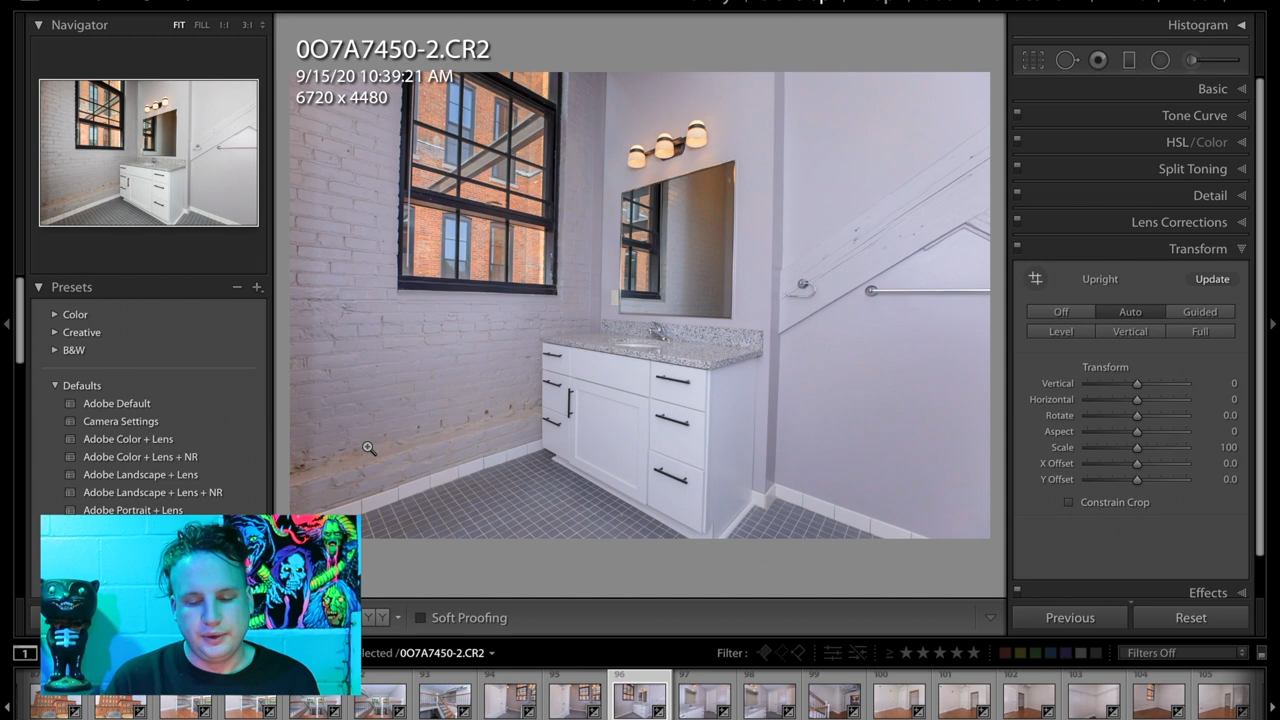 Navigator FIT FILL 1:1 3:1
0O7A7450-2.CR2
9/15/20 10:39:21 AM
6720 x 4480
Presets
Color
Creative
B&W
Defaults
Adobe Default
Camera Settings
Adobe Color + Lens
Adobe Color + Lens + NR
Adobe Landscape + Lens
Adobe Landscape + Lens + NR
Adobe Portrait + Lens
Histogram
Basic
Tone Curve
HSL / Color
Split Toning
Detail
Lens Corrections
Transform
Upright Update
Off Auto Guided
Level Vertical Full
Transform
Vertical 0
Horizontal 0
Rotate 0.0
Aspect 0
Scale 100
X Offset 0.0
Y Offset 0.0
Constrain Crop
Effects
Previous Reset
Y Y Soft Proofing
1 elected /0O7A7450-2.CR2 Filter: ≥ ★★★★★ Filters Off
94 95 96 97 98 99 100 101 102 103 104 105